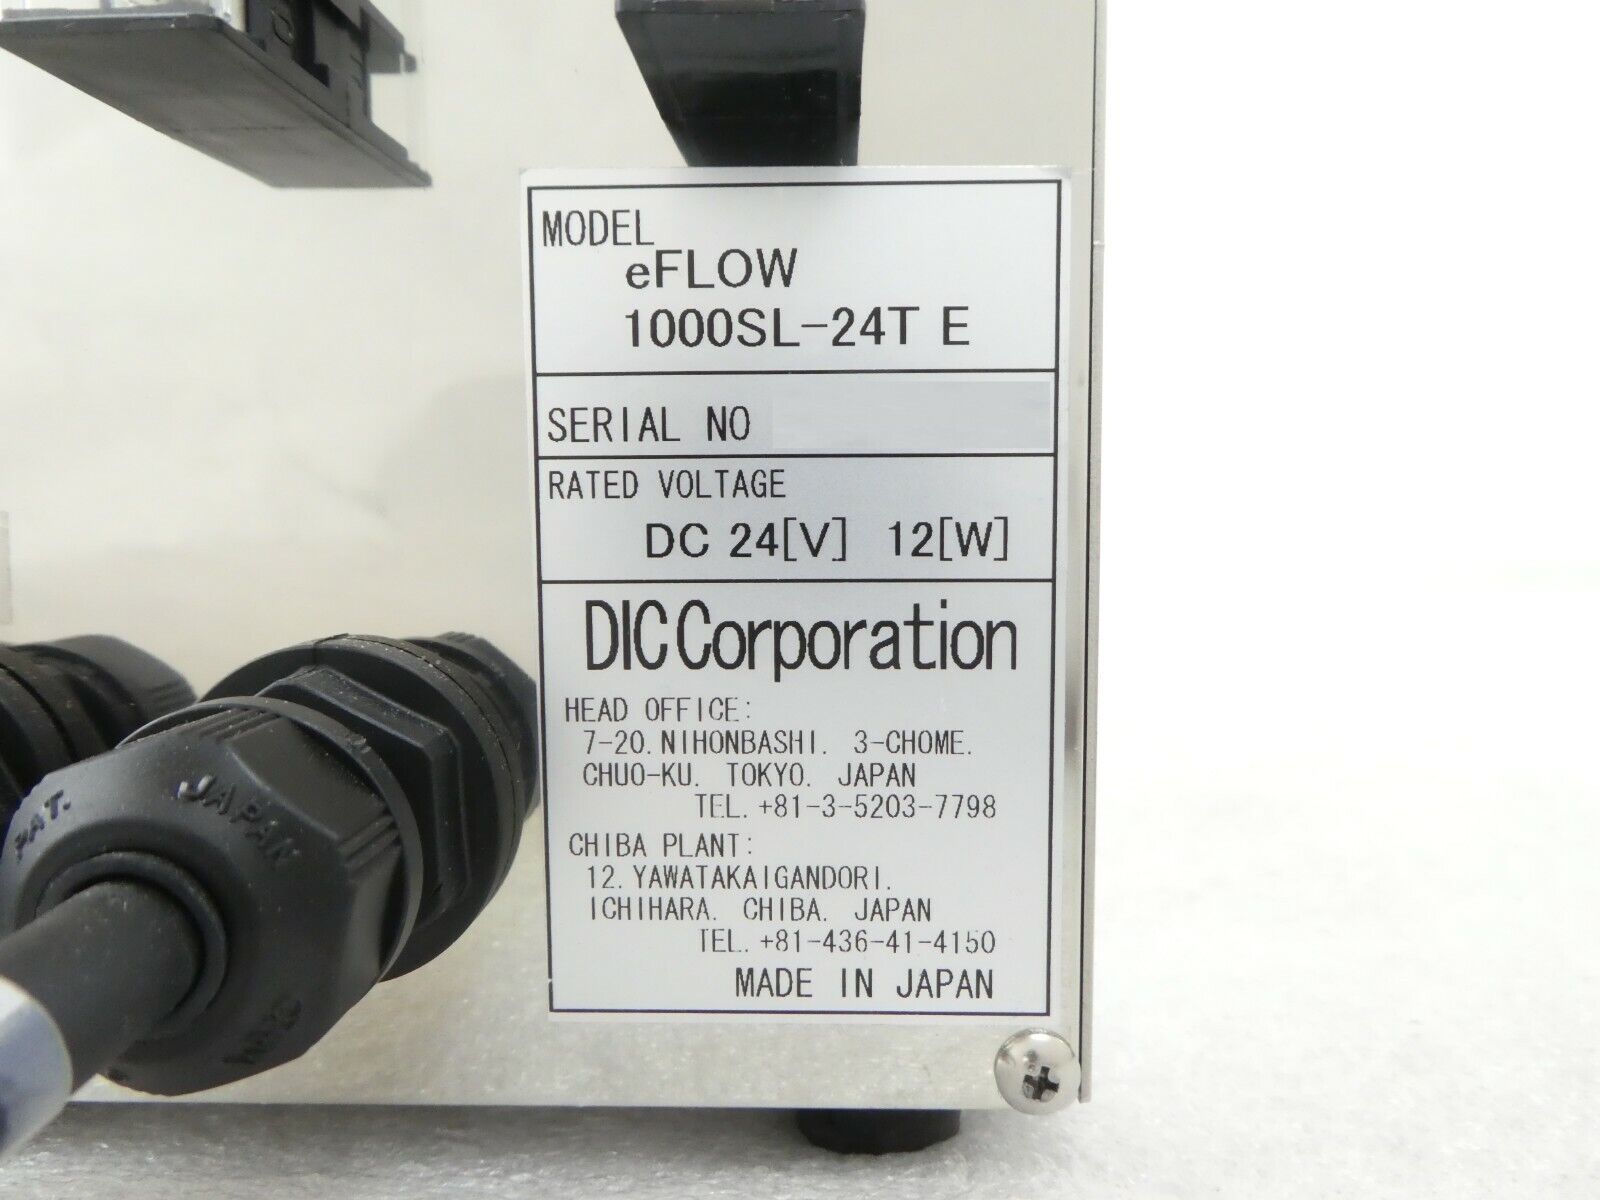 MODEL
eFLOW
1000SL-24T E
SERIAL NO
RATED VOLTAGE
DC 24[V] 12[W]
DIC Corporation
HEAD OFFICE:
7-20. NIHONBASHI. 3-CHOME.
CHUO-KU. TOKYO. JAPAN
TEL. +81-3-5203-7798
CHIBA PLANT:
12. YAWATAKAIGANDORI.
ICHIHARA. CHIBA. JAPAN
TEL. +81-436-41-4150
MADE IN JAPAN
PAT. JAPAN